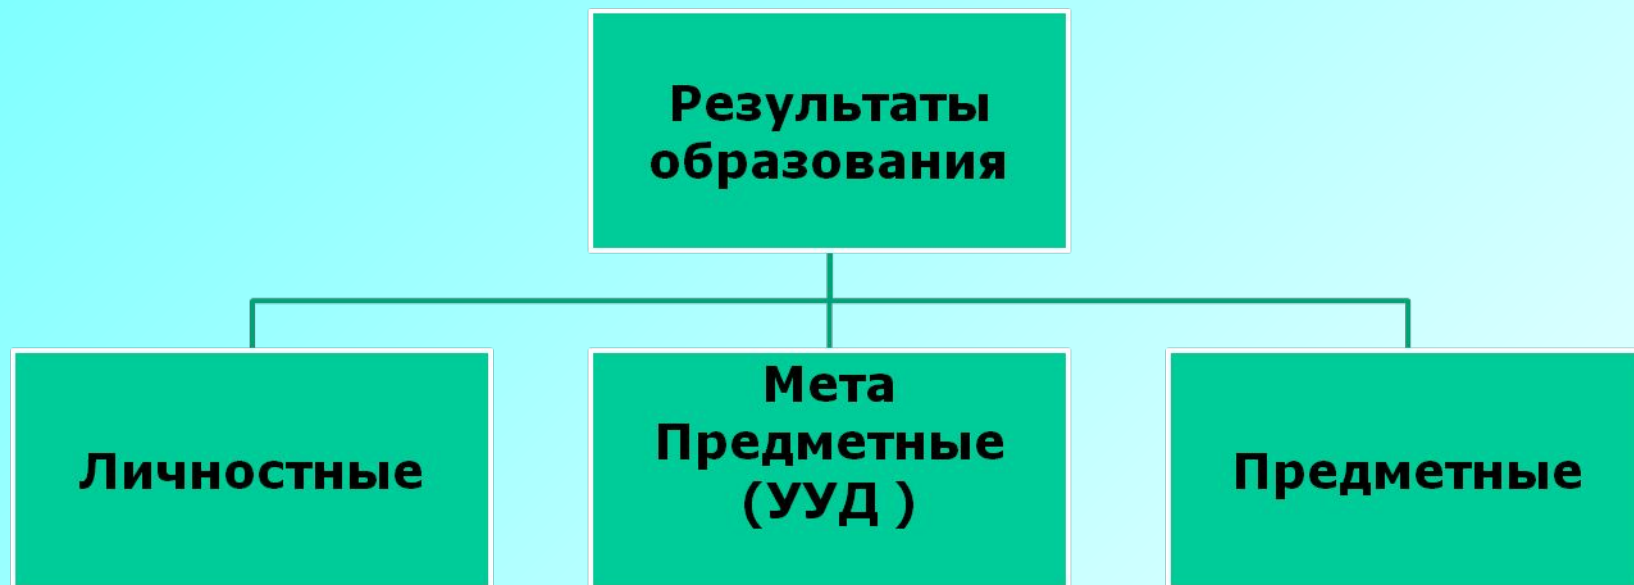 Результаты
образования
Личностные
Мета
Предметные
(УУД )
Предметные